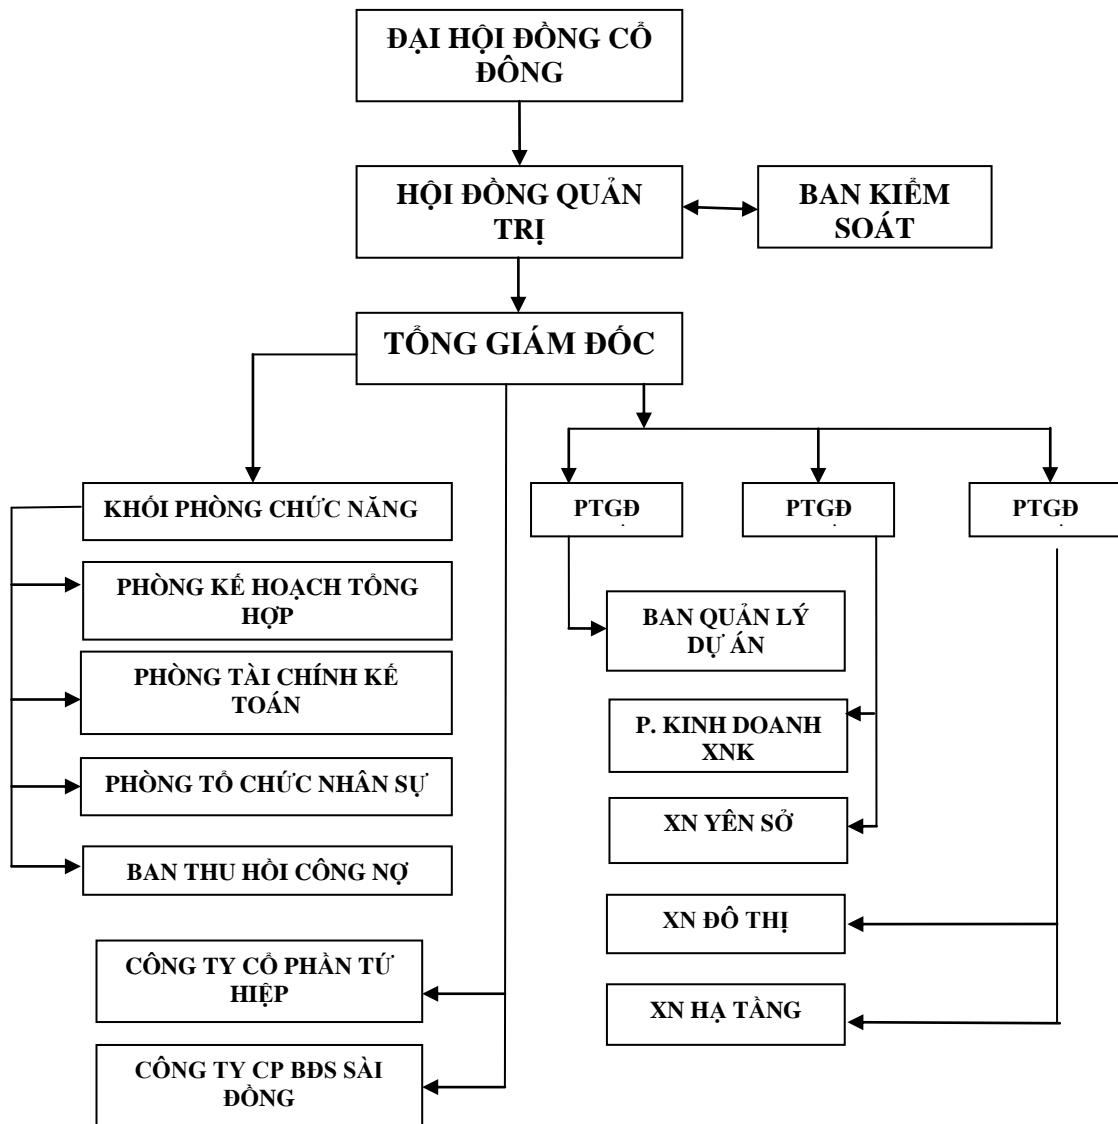 ĐẠI HỘI ĐỒNG CỔ
ĐÔNG
HỘI ĐỒNG QUẢN
TRỊ
BAN KIỂM
SOÁT
TỔNG GIÁM ĐỐC
KHỐI PHÒNG CHỨC NĂNG
PTGĐ
PTGĐ
PTGĐ
PHÒNG KẾ HOẠCH TỔNG
HỢP
BAN QUẢN LÝ
DỰ ÁN
PHÒNG TÀI CHÍNH KẾ
TOÁN
P. KINH DOANH
XNK
PHÒNG TỔ CHỨC NHÂN SỰ
XN YÊN SỞ
BAN THU HỒI CÔNG NỢ
XN ĐÔ THỊ
CÔNG TY CỔ PHẦN TỨ
HIỆP
XN HẠ TẦNG
CÔNG TY CP BĐS SÀI
ĐỒNG